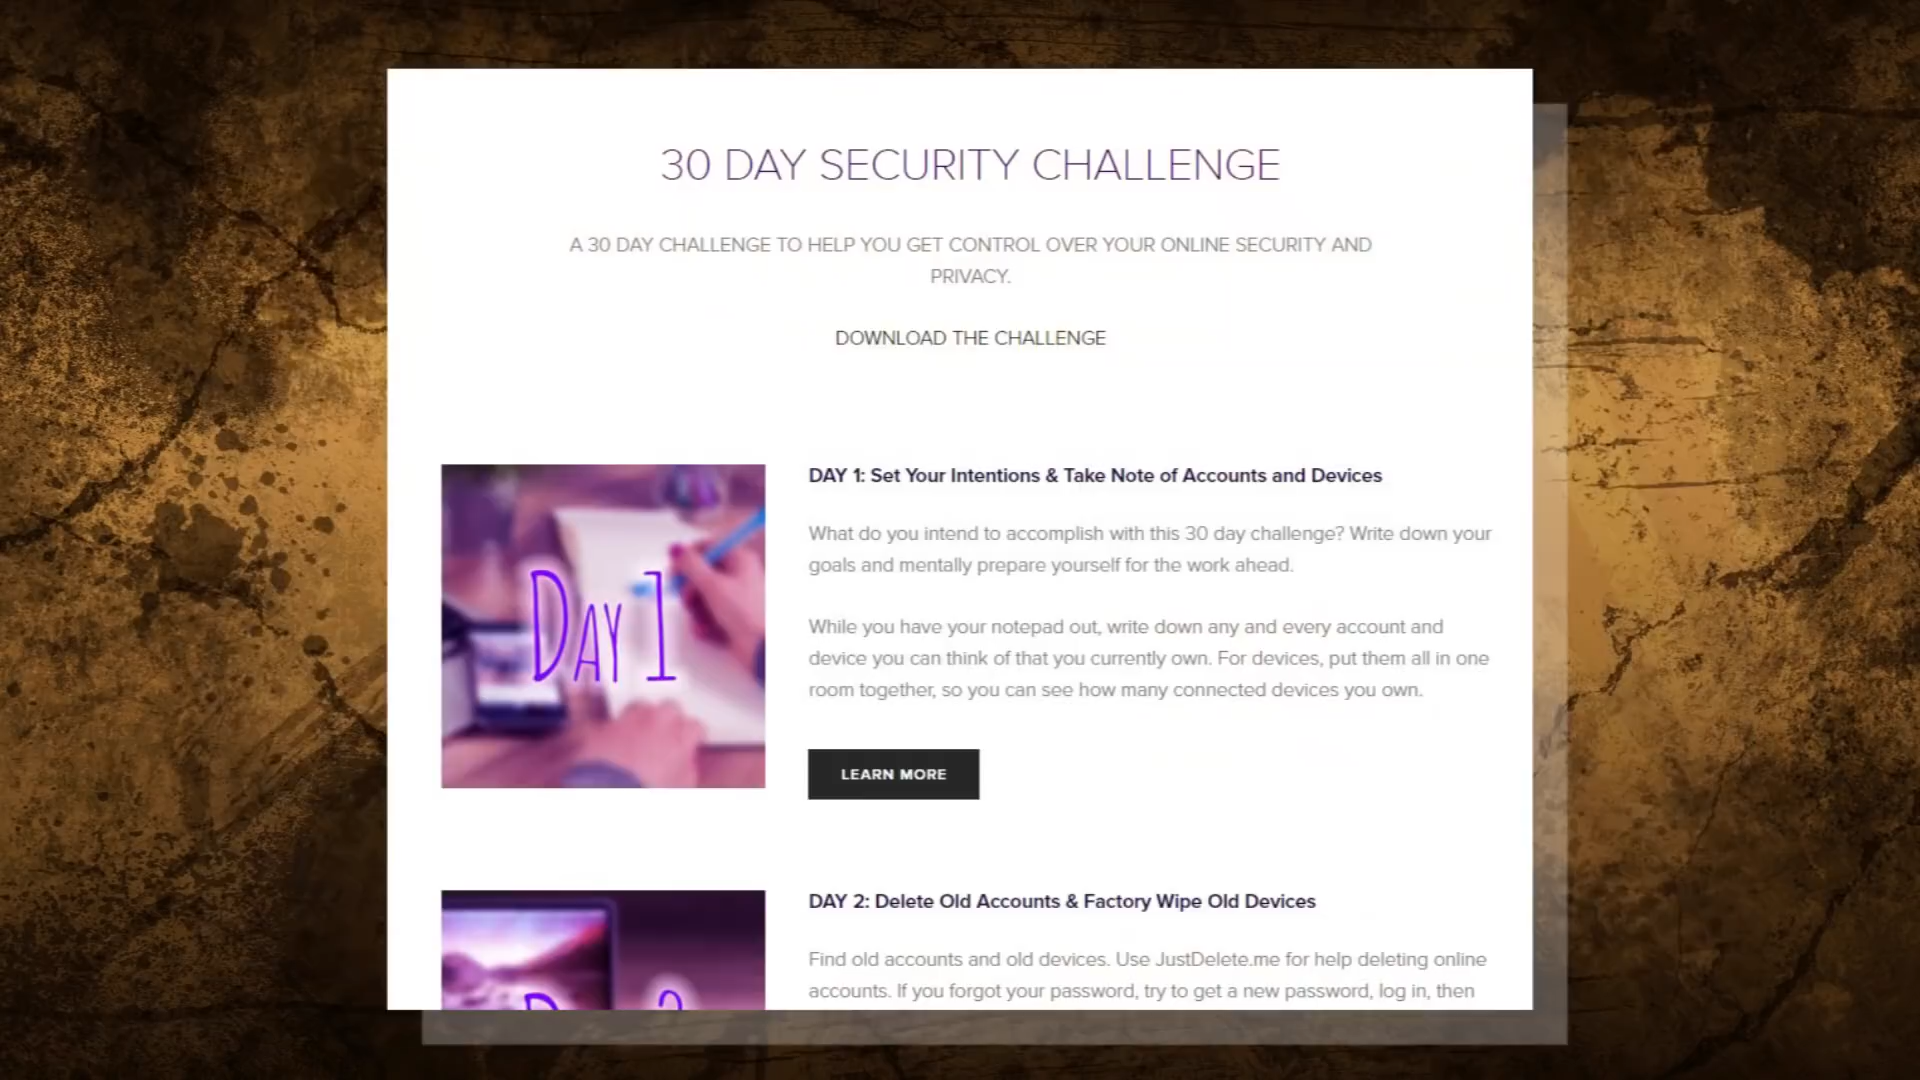 30 DAY SECURITY CHALLENGE
A 30 DAY CHALLENGE TO HELP YOU GET CONTROL OVER YOUR ONLINE SECURITY AND
PRIVACY.
DOWNLOAD THE CHALLENGE
DAY 1
DAY 1: Set Your Intentions & Take Note of Accounts and Devices
What do you intend to accomplish with this 30 day challenge? Write down your
goals and mentally prepare yourself for the work ahead.
While you have your notepad out, write down any and every account and
device you can think of that you currently own. For devices, put them all in one
room together, so you can see how many connected devices you own.
LEARN MORE
DAY 2: Delete Old Accounts & Factory Wipe Old Devices
Find old accounts and old devices. Use JustDelete.me for help deleting online
accounts. If you forgot your password, try to get a new password, log in, then